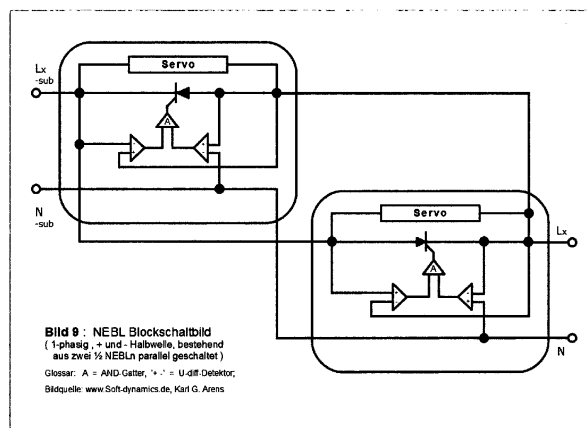 Lx
-sub
Servo
A
N
-sub
Servo
Lx
A
N
Bild 9 : NEBL Blockschaltbild
( 1-phasig , + und - Halbwelle, bestehend
aus zwei ½ NEBLn parallel geschaltet )
Glossar: A = AND-Gatter, '+ -' = U-diff-Detektor;
Bildquelle: www.Soft-dynamics.de, Karl G. Arens